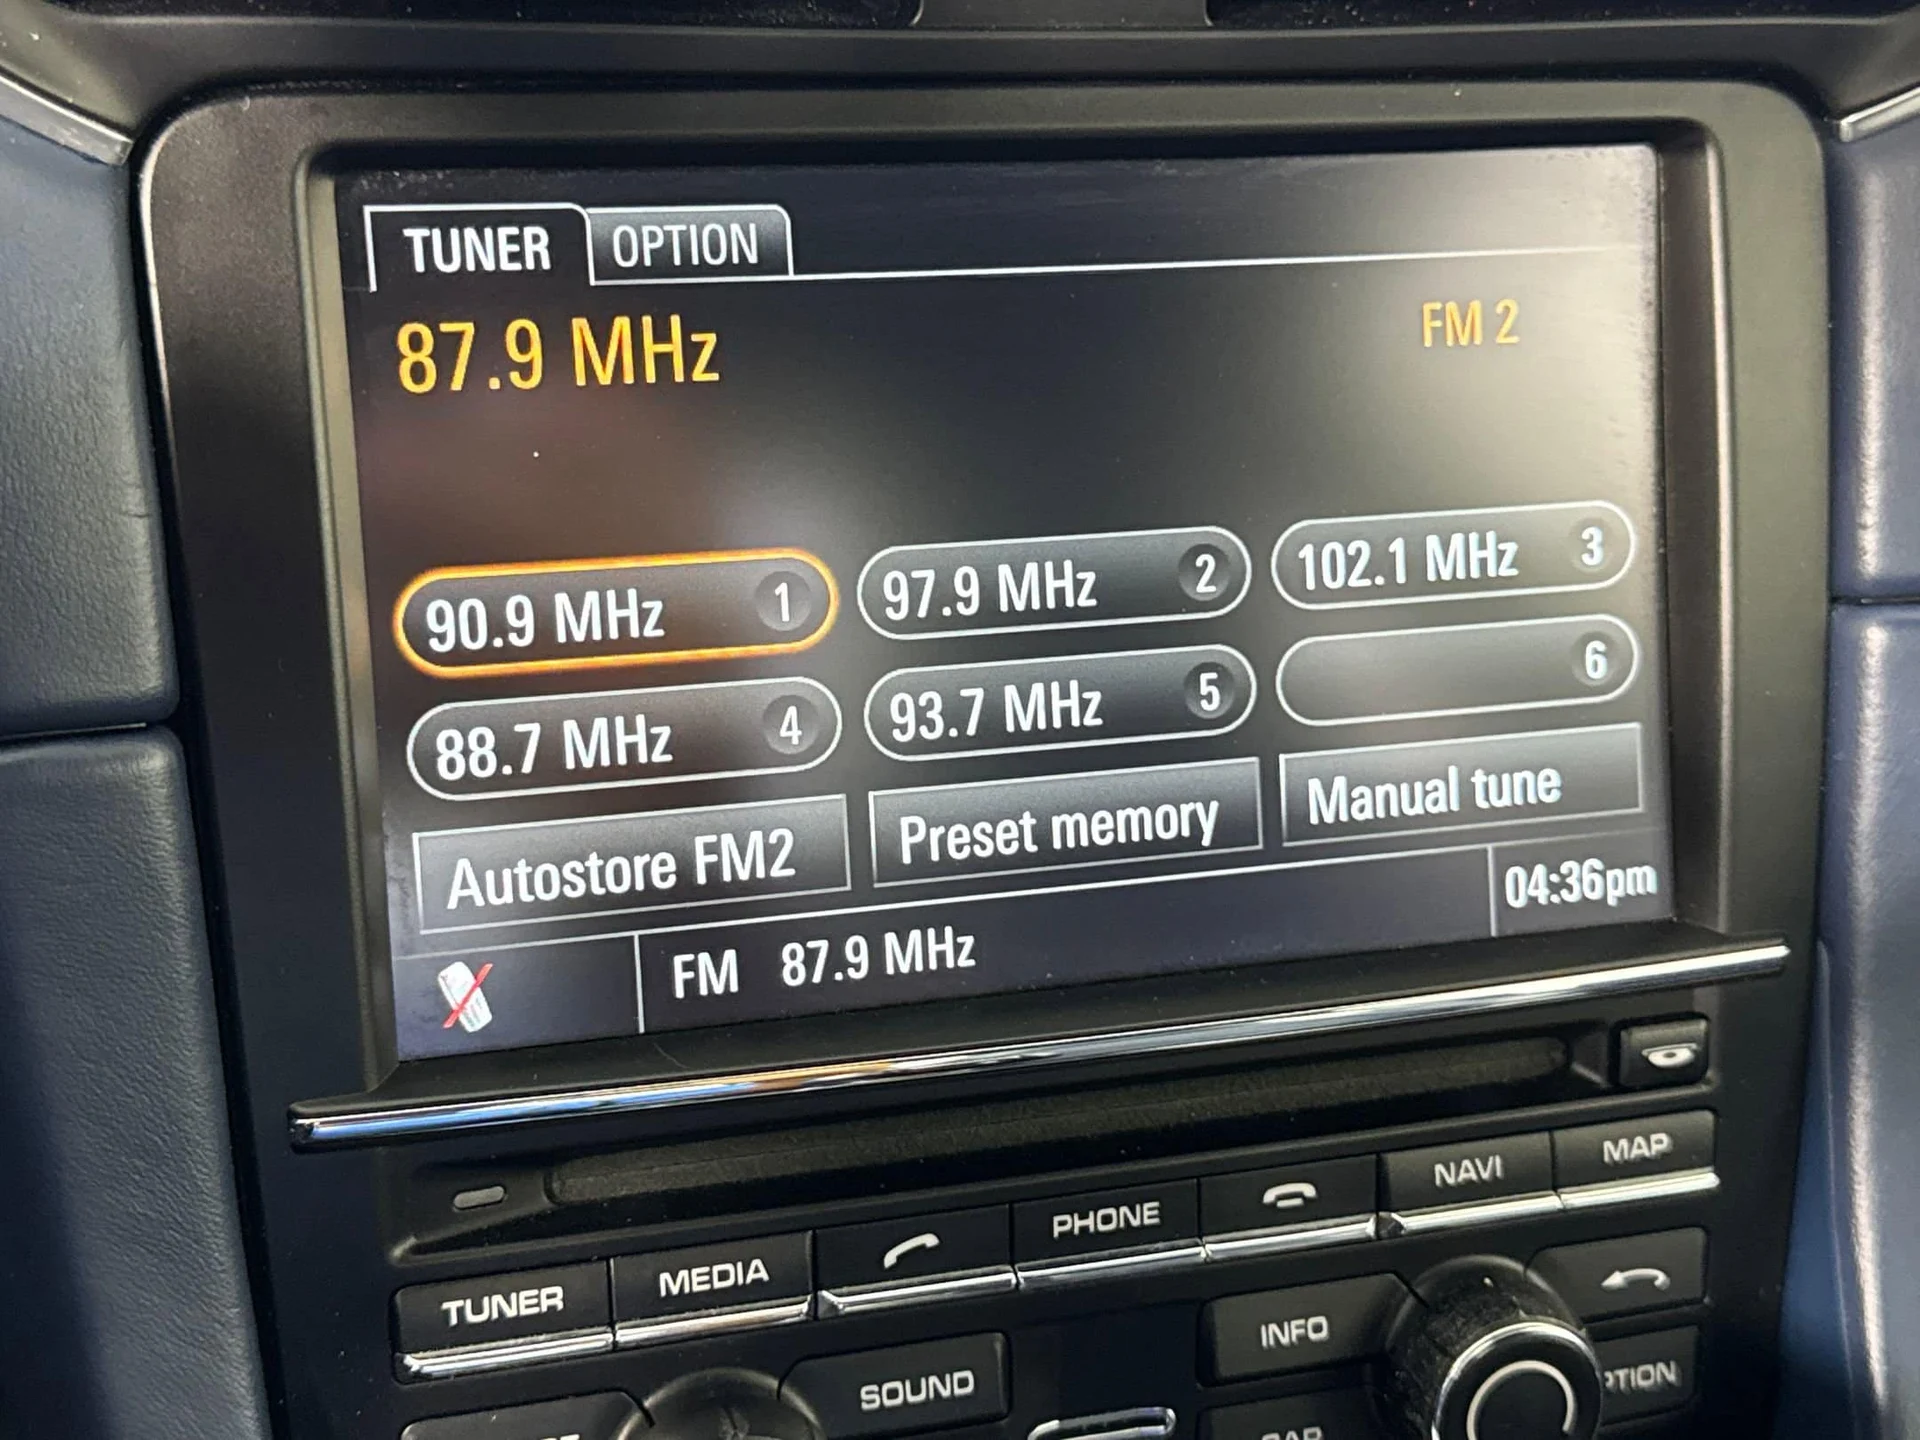 TUNER OPTION
87.9 MHz FM 2
90.9 MHz 1 97.9 MHz 2 102.1 MHz 3
88.7 MHz 4 93.7 MHz 5 6
Autostore FM2 Preset memory Manual tune
FM 87.9 MHz 04:36pm
TUNER MEDIA PHONE NAVI MAP
SOUND INFO